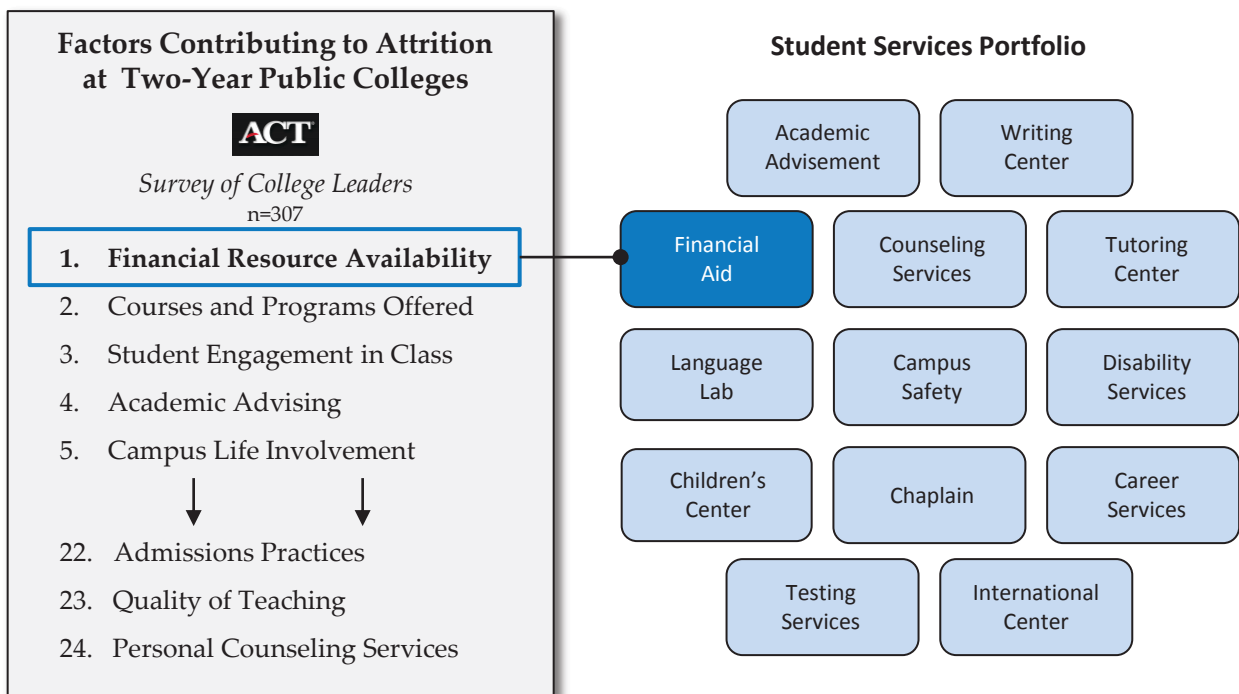 Factors Contributing to Attrition
at Two-Year Public Colleges
ACT
Survey of College Leaders
n=307
1. Financial Resource Availability
2. Courses and Programs Offered
3. Student Engagement in Class
4. Academic Advising
5. Campus Life Involvement
22. Admissions Practices
23. Quality of Teaching
24. Personal Counseling Services
Student Services Portfolio
Academic
Advisement
Writing
Center
Financial
Aid
Counseling
Services
Tutoring
Center
Language
Lab
Campus
Safety
Disability
Services
Children's
Center
Chaplain
Career
Services
Testing
Services
International
Center